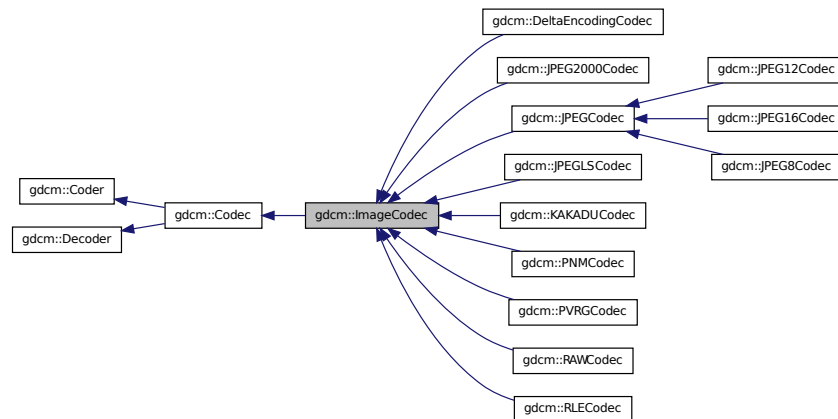 gdcm::DeltaEncodingCodec
gdcm::JPEG2000Codec
gdcm::JPEG12Codec
gdcm::JPEGCodec
gdcm::JPEG16Codec
gdcm::JPEGLSCodec
gdcm::JPEG8Codec
gdcm::Coder
gdcm::Codec
gdcm::ImageCodec
gdcm::KAKADUCodec
gdcm::Decoder
gdcm::PNMCodec
gdcm::PVRGCodec
gdcm::RAWCodec
gdcm::RLECodec